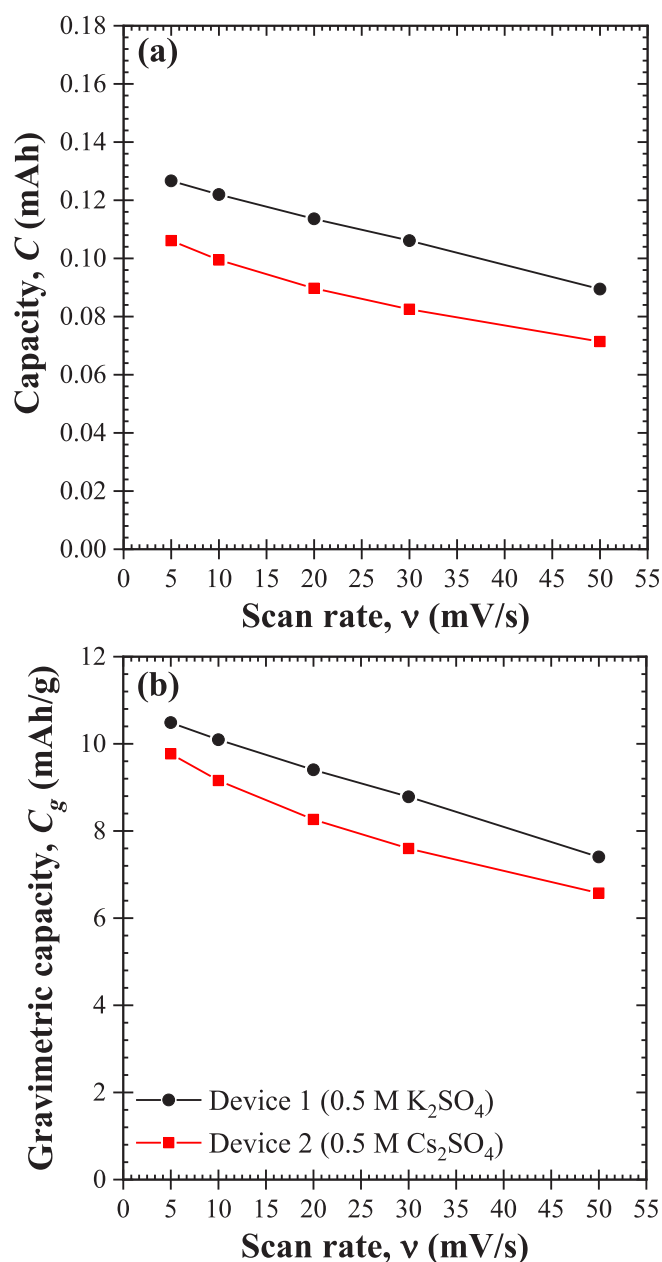 (a)
Capacity, C (mAh)
0.18
0.16
0.14
0.12
0.10
0.08
0.06
0.04
0.02
0.00
0 5 10 15 20 25 30 35 40 45 50 55
Scan rate, ν (mV/s)
(b)
Gravimetric capacity, C_g (mAh/g)
12
10
8
6
4
2
0
Device 1 (0.5 M K₂SO₄)
Device 2 (0.5 M Cs₂SO₄)
0 5 10 15 20 25 30 35 40 45 50 55
Scan rate, ν (mV/s)